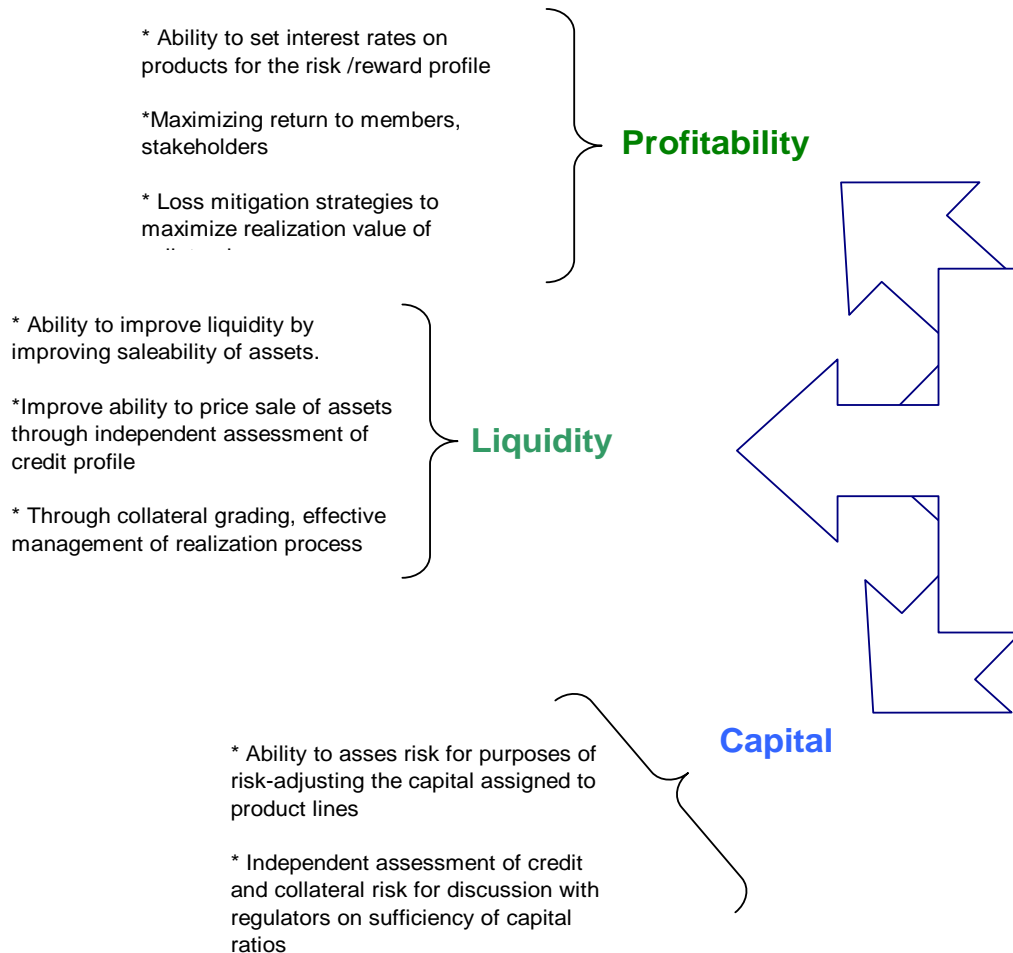 * Ability to set interest rates on
products for the risk /reward profile
*Maximizing return to members,
stakeholders
* Loss mitigation strategies to
maximize realization value of
Profitability
* Ability to improve liquidity by
improving saleability of assets.
*Improve ability to price sale of assets
through independent assessment of
credit profile
* Through collateral grading, effective
management of realization process
Liquidity
Capital
* Ability to asses risk for purposes of
risk-adjusting the capital assigned to
product lines
* Independent assessment of credit
and collateral risk for discussion with
regulators on sufficiency of capital
ratios